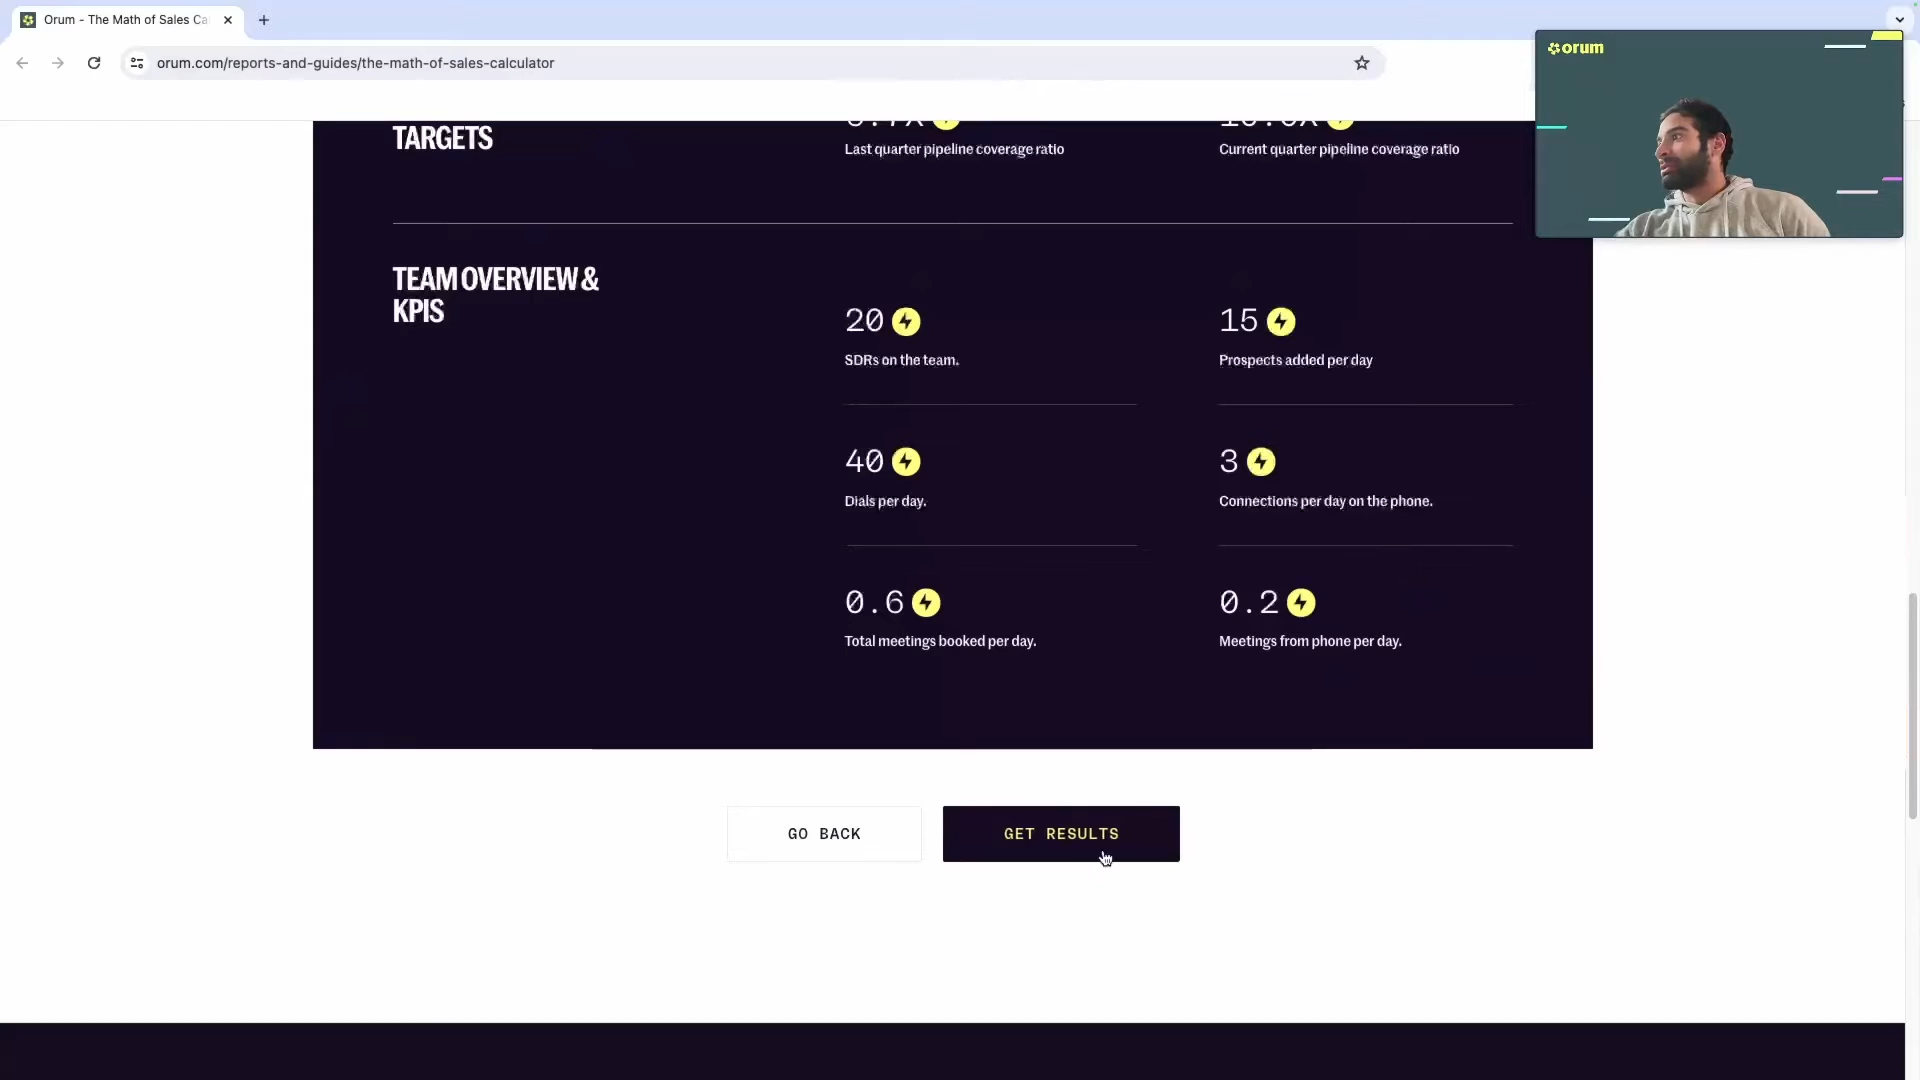 Orum - The Math of Sales Ca
orum.com/reports-and-guides/the-math-of-sales-calculator
orum
TARGETS
Last quarter pipeline coverage ratio
Current quarter pipeline coverage ratio
TEAM OVERVIEW &
KPIS
20
SDRs on the team.
15
Prospects added per day
40
Dials per day.
3
Connections per day on the phone.
0.6
Total meetings booked per day.
0.2
Meetings from phone per day.
GO BACK
GET RESULTS